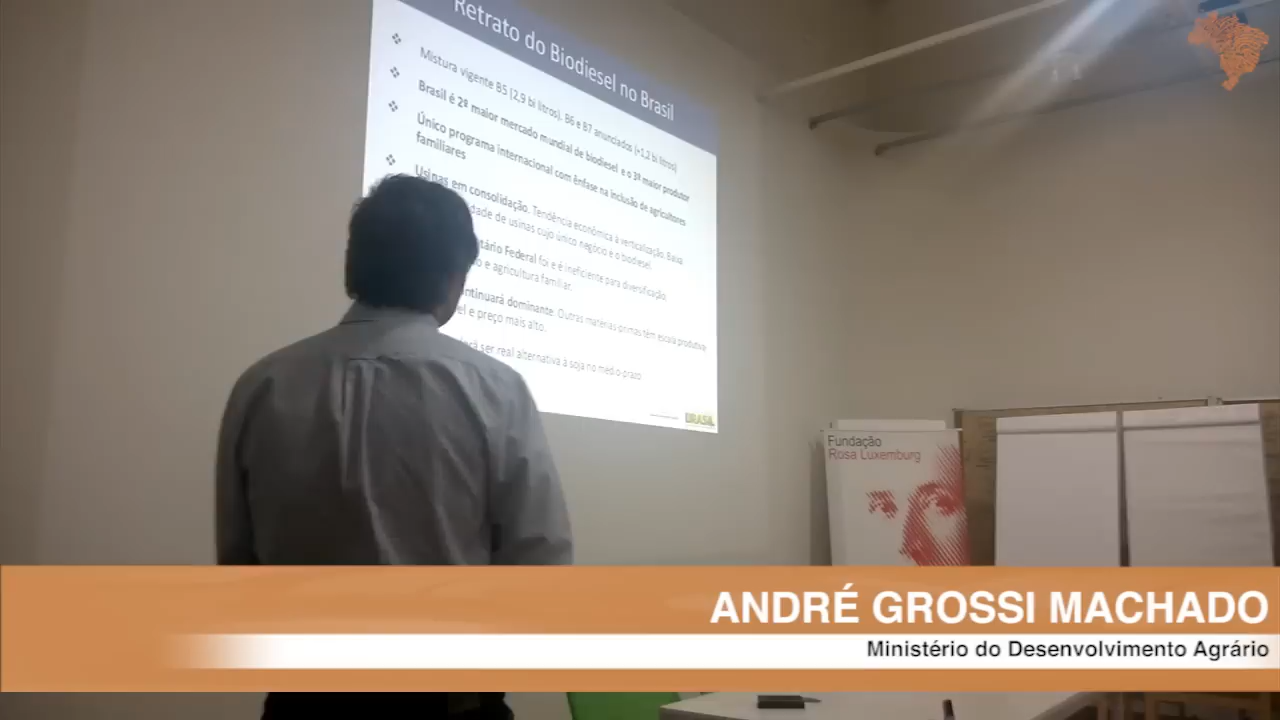 Retrato do Biodiesel no Brasil
Mistura vigente B5 (2,9 bi litros). B6 e B7 anunciados (+1,2 bi litros)
Brasil é 2º maior mercado mundial de biodiesel e o 3º maior produtor
Único programa internacional com ênfase na inclusão de agricultores
familiares
Usinas em consolidação. Tendência econômica à verticalização. Baixa
dade de usinas cujo único negócio é o biodiesel.
tário Federal foi e é ineficiente para diversificação
o e agricultura familiar.
ntinuará dominante. Outras matérias-primas têm escala produtiva
el e preço mais alto.
ser real alternativa à soja no médio prazo
BRASIL
Fundação
Rosa Luxemburg
ANDRÉ GROSSI MACHADO
Ministério do Desenvolvimento Agrário